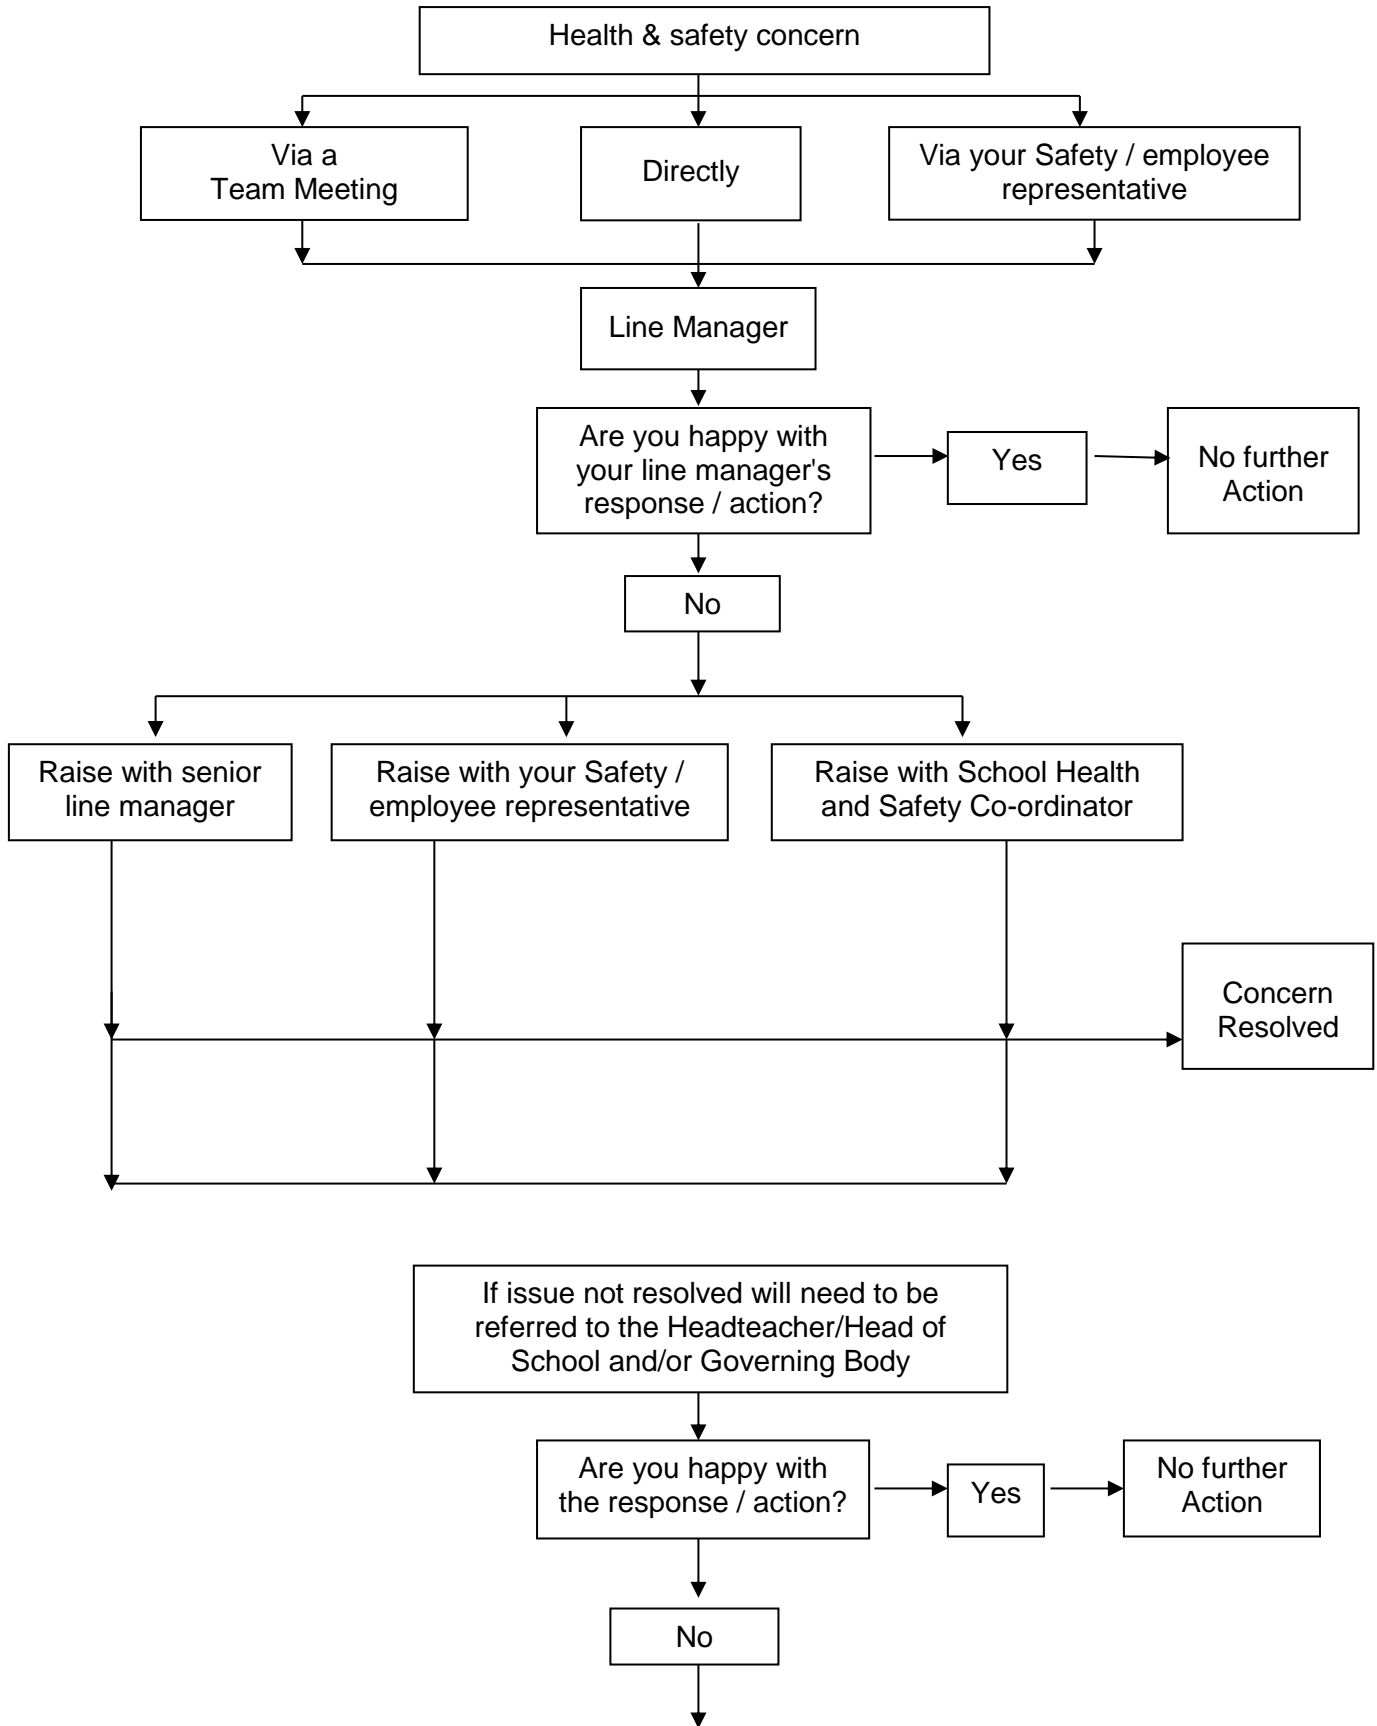 Health & safety concern
Via a
Team Meeting
Directly
Via your Safety / employee
representative
Line Manager
Are you happy with
your line manager's
response / action?
Yes
No further
Action
No
Raise with senior
line manager
Raise with your Safety /
employee representative
Raise with School Health
and Safety Co-ordinator
Concern
Resolved
If issue not resolved will need to be
referred to the Headteacher/Head of
School and/or Governing Body
Are you happy with
the response / action?
Yes
No further
Action
No